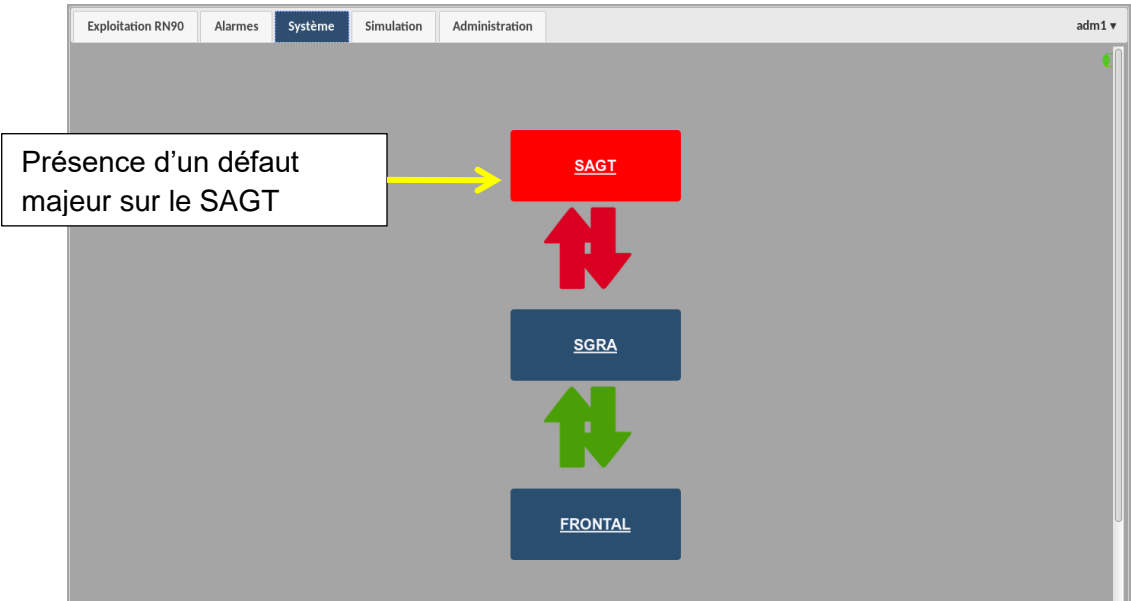 Exploitation RN90 Alarmes Système Simulation Administration adm1 ▾
SAGT
Présence d’un défaut
majeur sur le SAGT
SGRA
FRONTAL